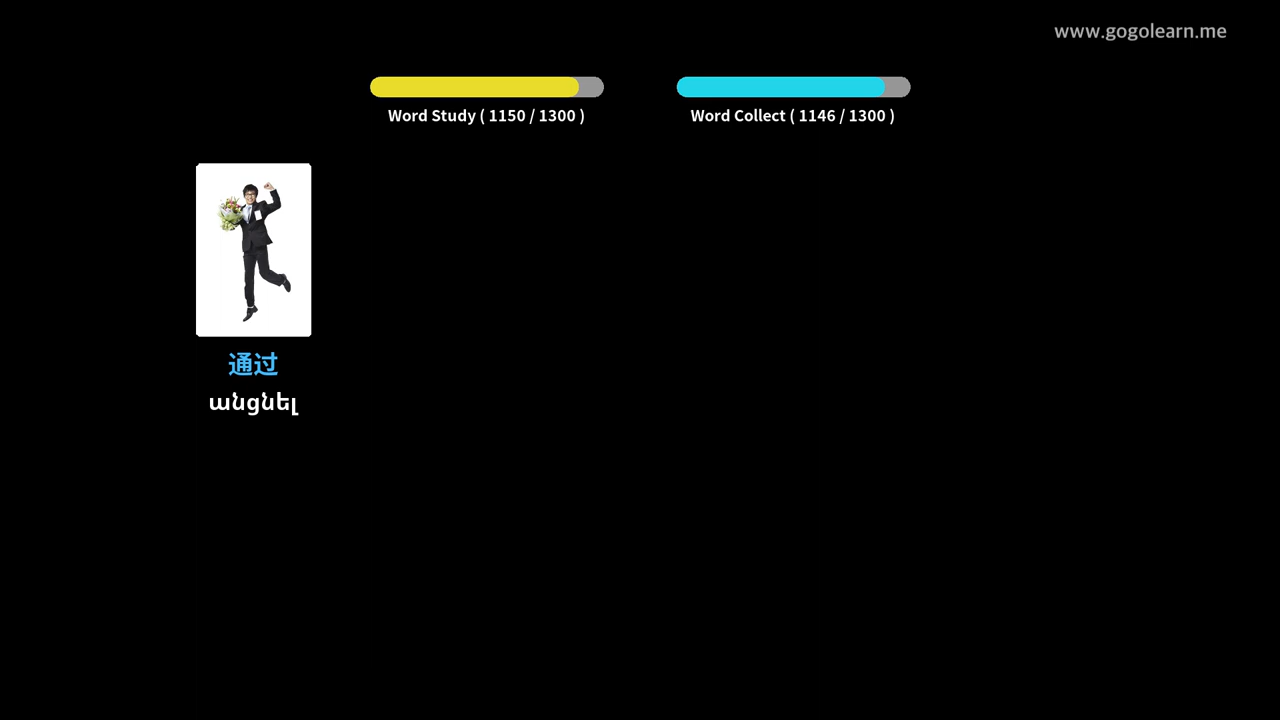 www.gogolearn.me
Word Study ( 1150 / 1300 )
Word Collect ( 1146 / 1300 )
通过
անցնել